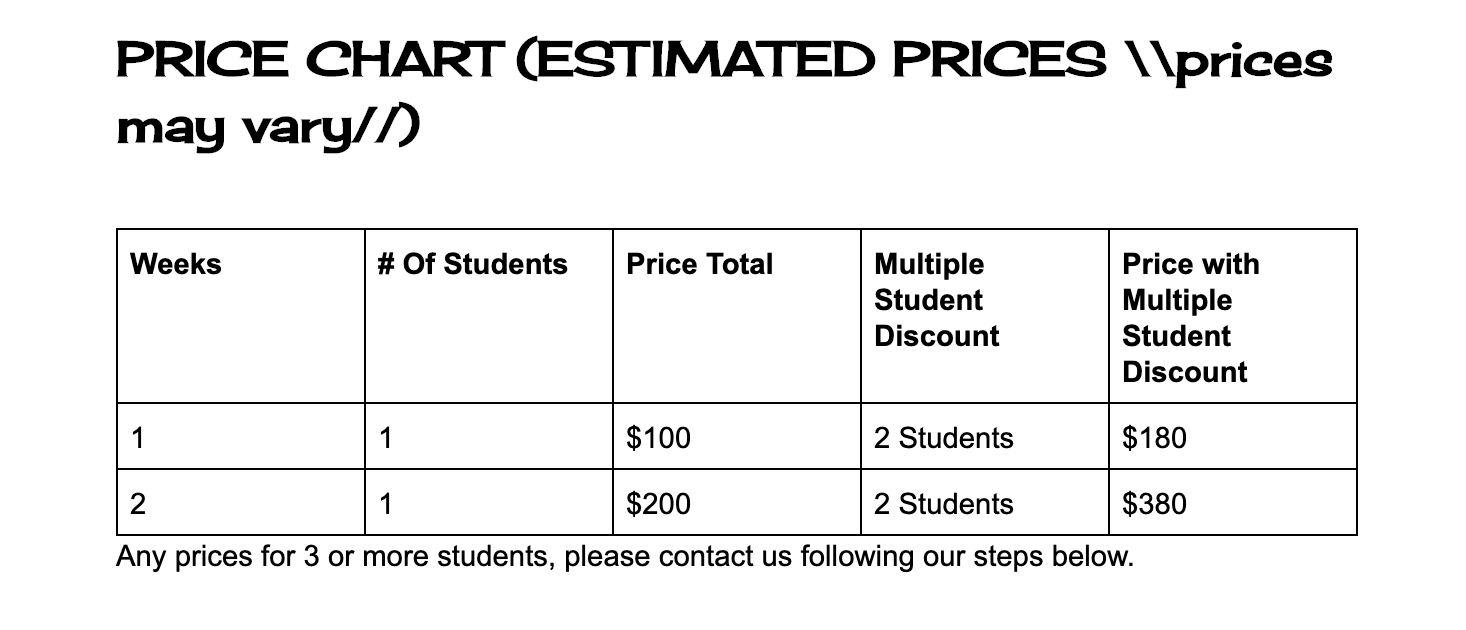 PRICE CHART (ESTIMATED PRICES \\prices
may vary//)
Weeks # Of Students Price Total Multiple Student Discount Price with Multiple Student Discount
1 1 $100 2 Students $180
2 1 $200 2 Students $380
Any prices for 3 or more students, please contact us following our steps below.